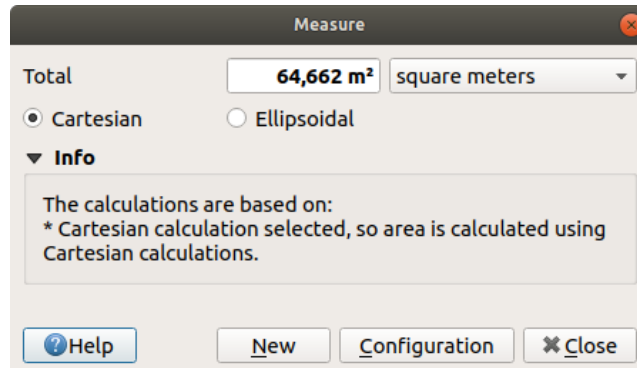 Measure
Total 64,662 m² square meters
Cartesian Ellipsoidal
Info
The calculations are based on:
* Cartesian calculation selected, so area is calculated using
Cartesian calculations.
Help New Configuration Close